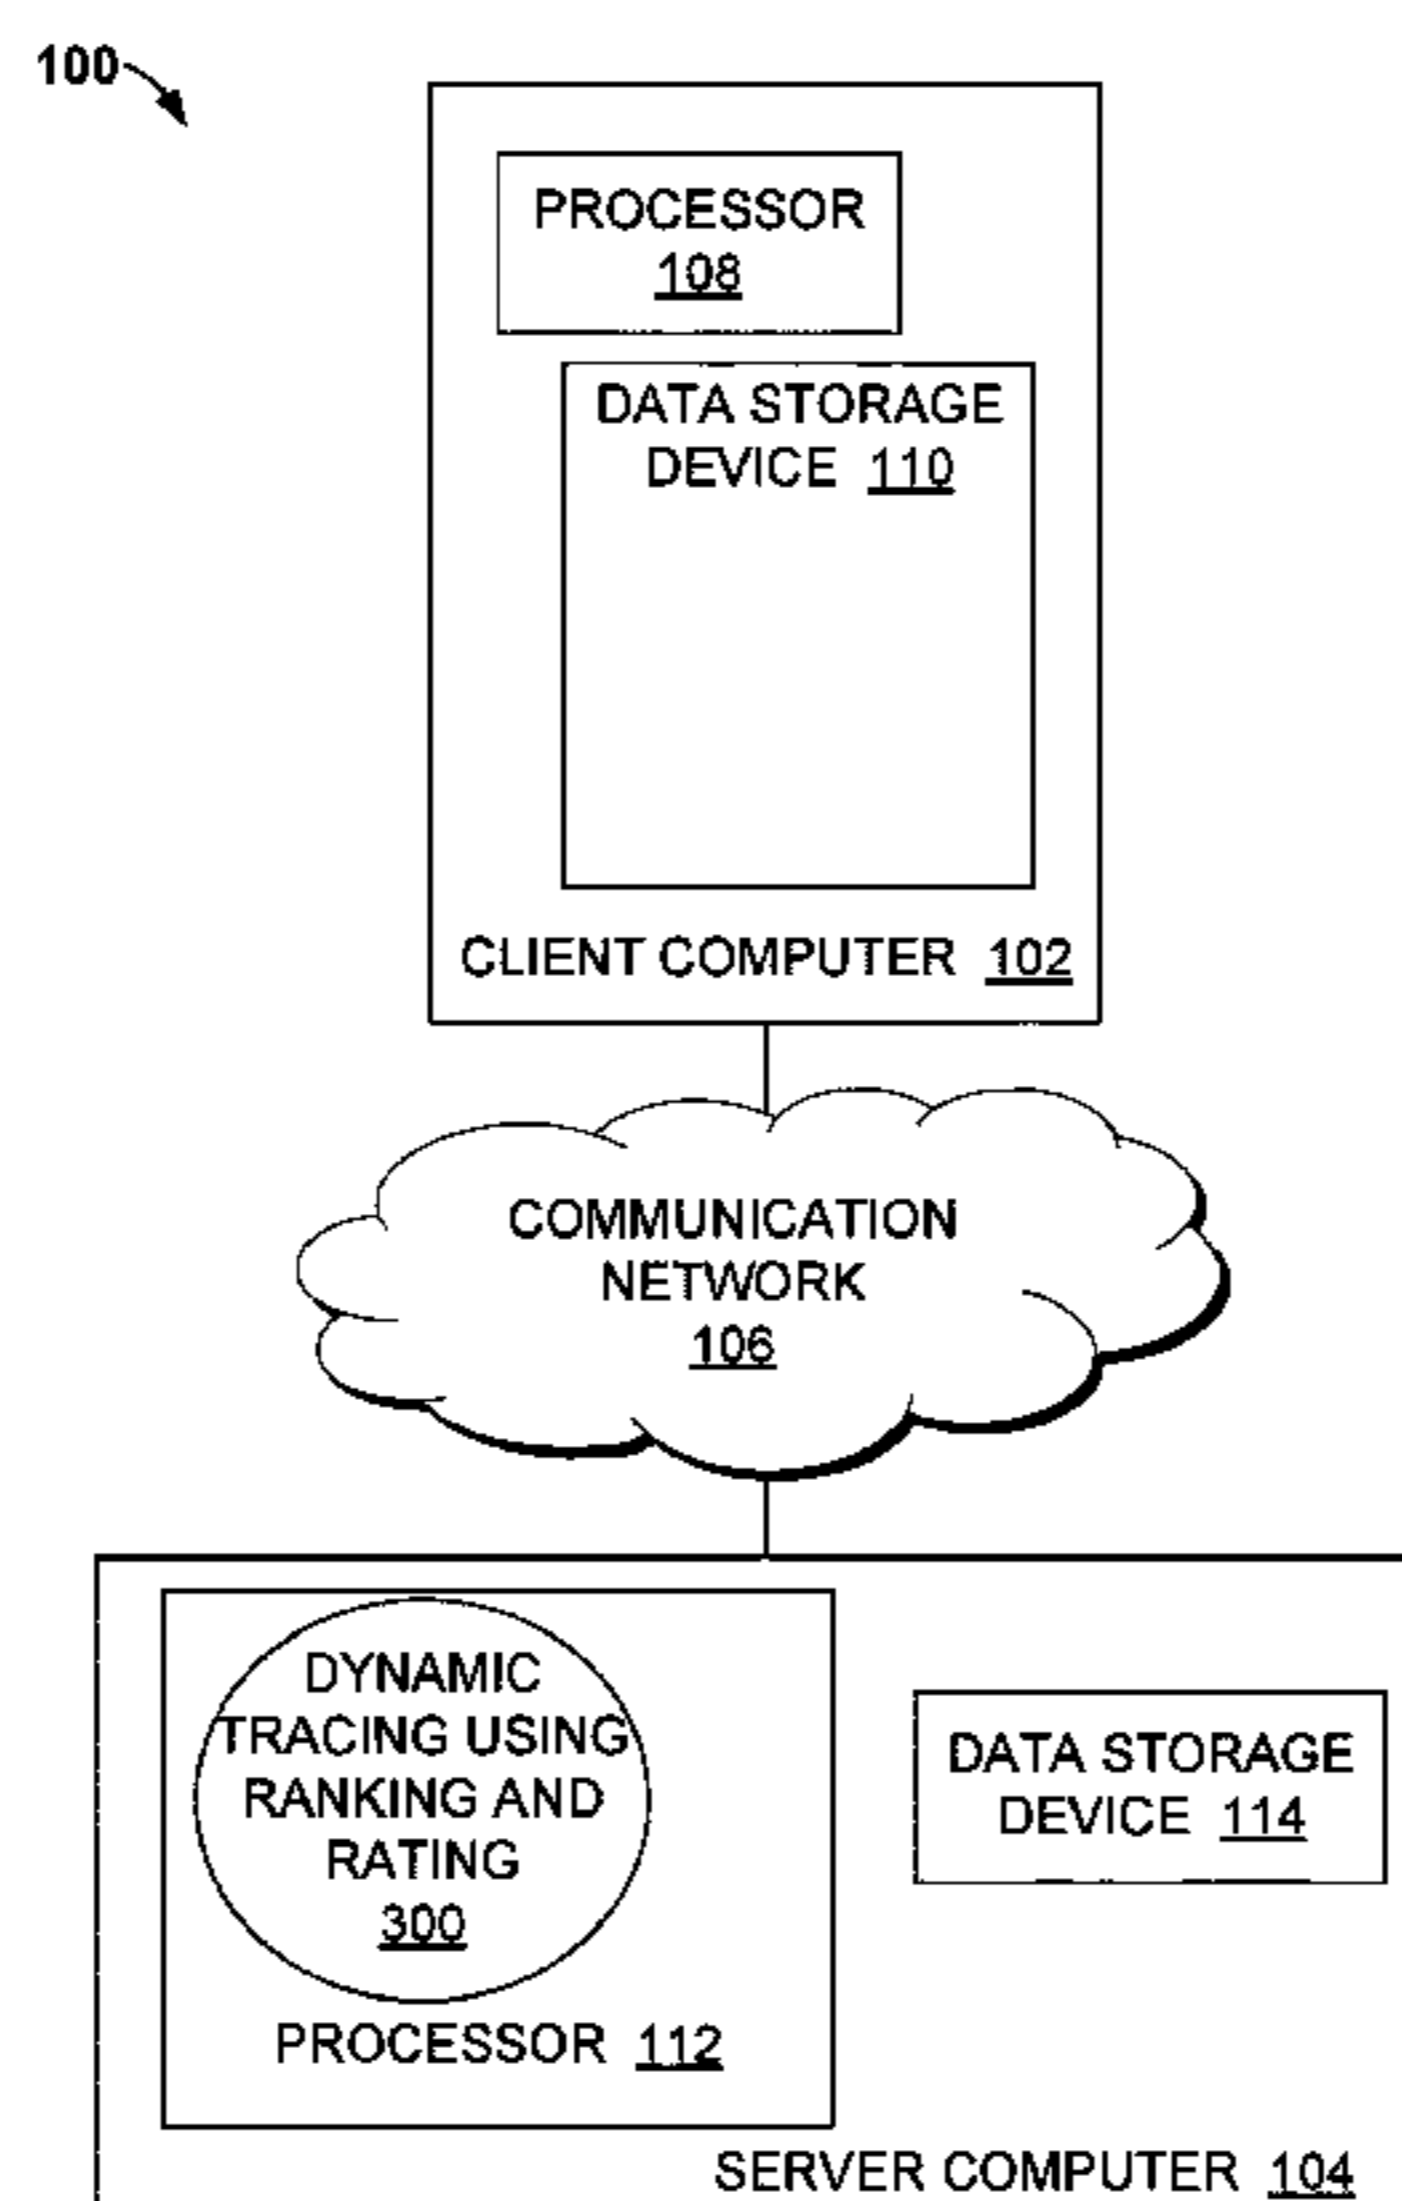 100
PROCESSOR
108
DATA STORAGE
DEVICE 110
CLIENT COMPUTER 102
COMMUNICATION
NETWORK
106
DYNAMIC
TRACING USING
RANKING AND
RATING
300
PROCESSOR 112
DATA STORAGE
DEVICE 114
SERVER COMPUTER 104